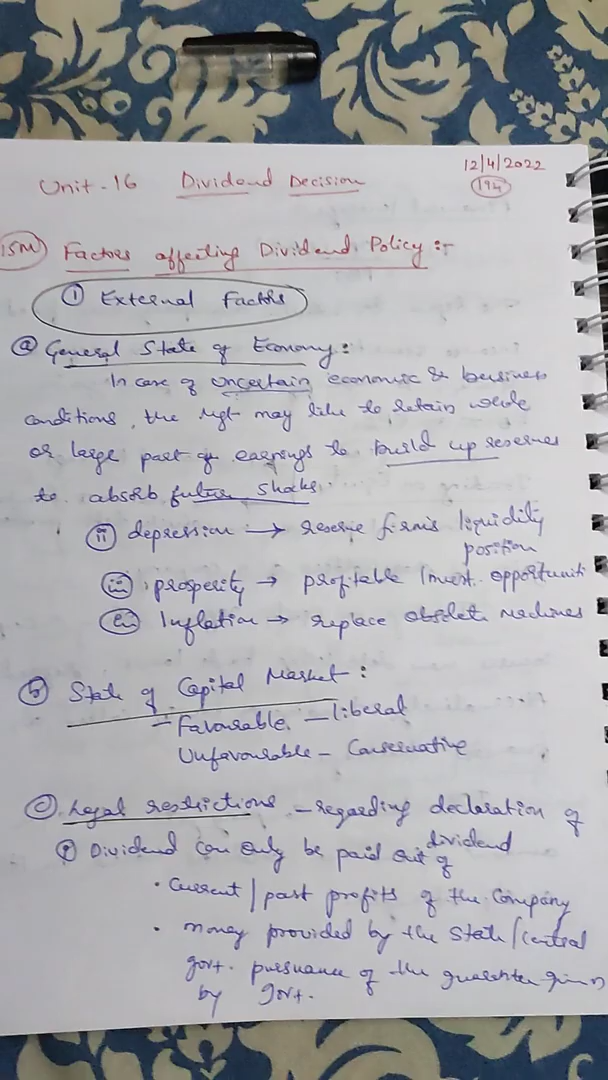 12/4/2022
Unit-16 Dividend Decision
194
15M Factors affecting Dividend Policy :-
① External Factors
ⓐ General State of Economy :
In case of uncertain economic & business
conditions, the mgt may like to retain whole
or large part of earnings to build up reserves
to absorb future shocks.
ⅱ depression → reserve firm's liquidity
position
ⅲ prosperity → profitable Invest. opportuniti
Inflation → replace obsolete machines
ⓑ State of Capital Market :
- Favourable - liberal
Unfavourable - Conservative
ⓒ Legal restrictions - regarding declaration of
dividend
Dividend can only be paid out of
• Current / past profits of the Company
• money provided by the State / Central
govt. pursuance of the guarantee given
by govt.